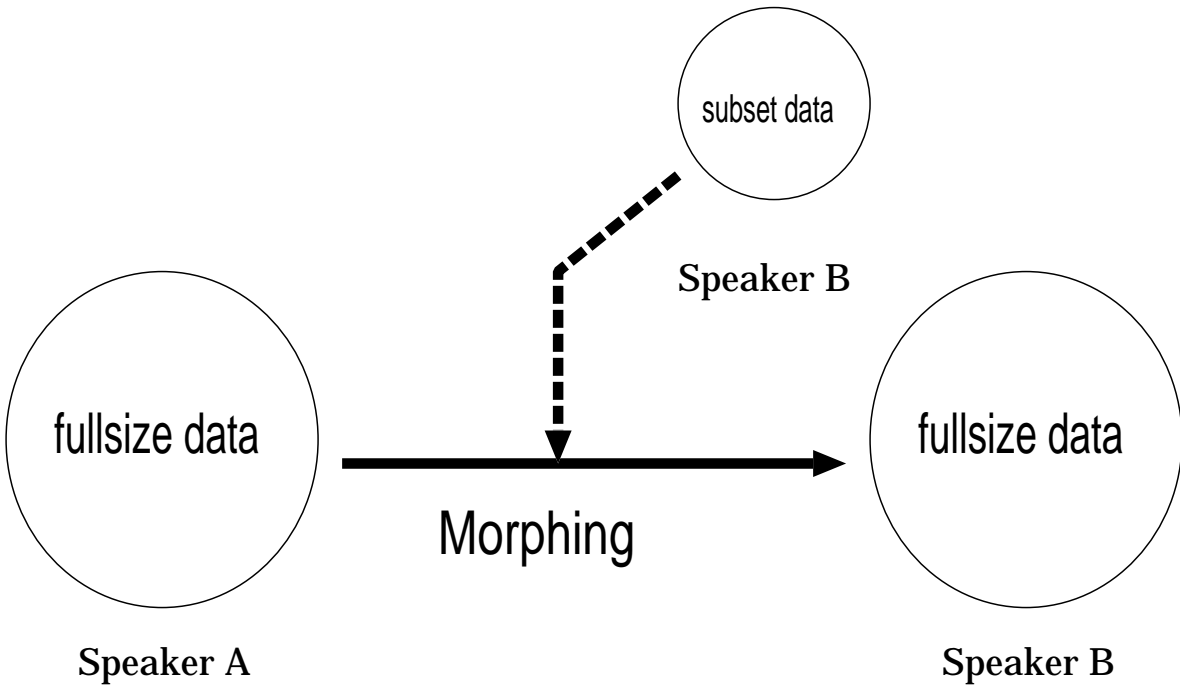 subset data
Speaker B
fullsize data
fullsize data
Morphing
Speaker A
Speaker B